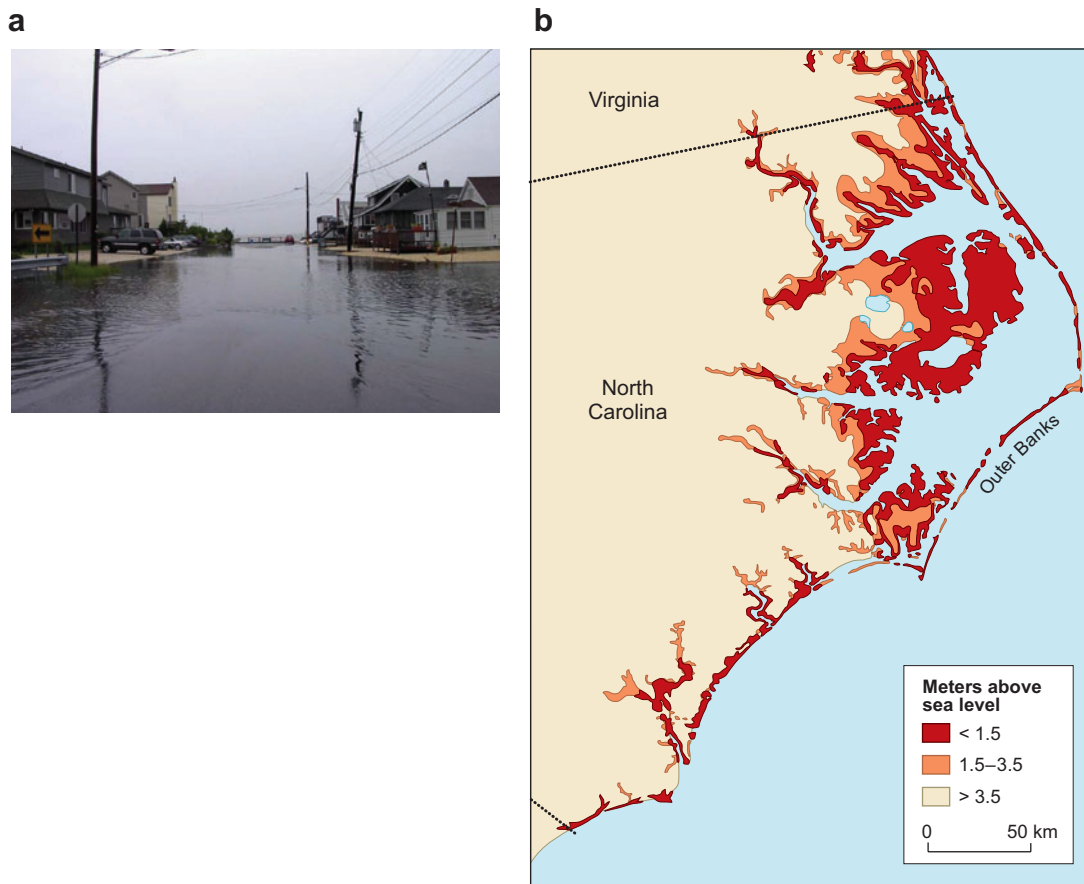 a
b
Virginia
North
Carolina
Outer Banks
Meters above
sea level
< 1.5
1.5–3.5
> 3.5
0 50 km